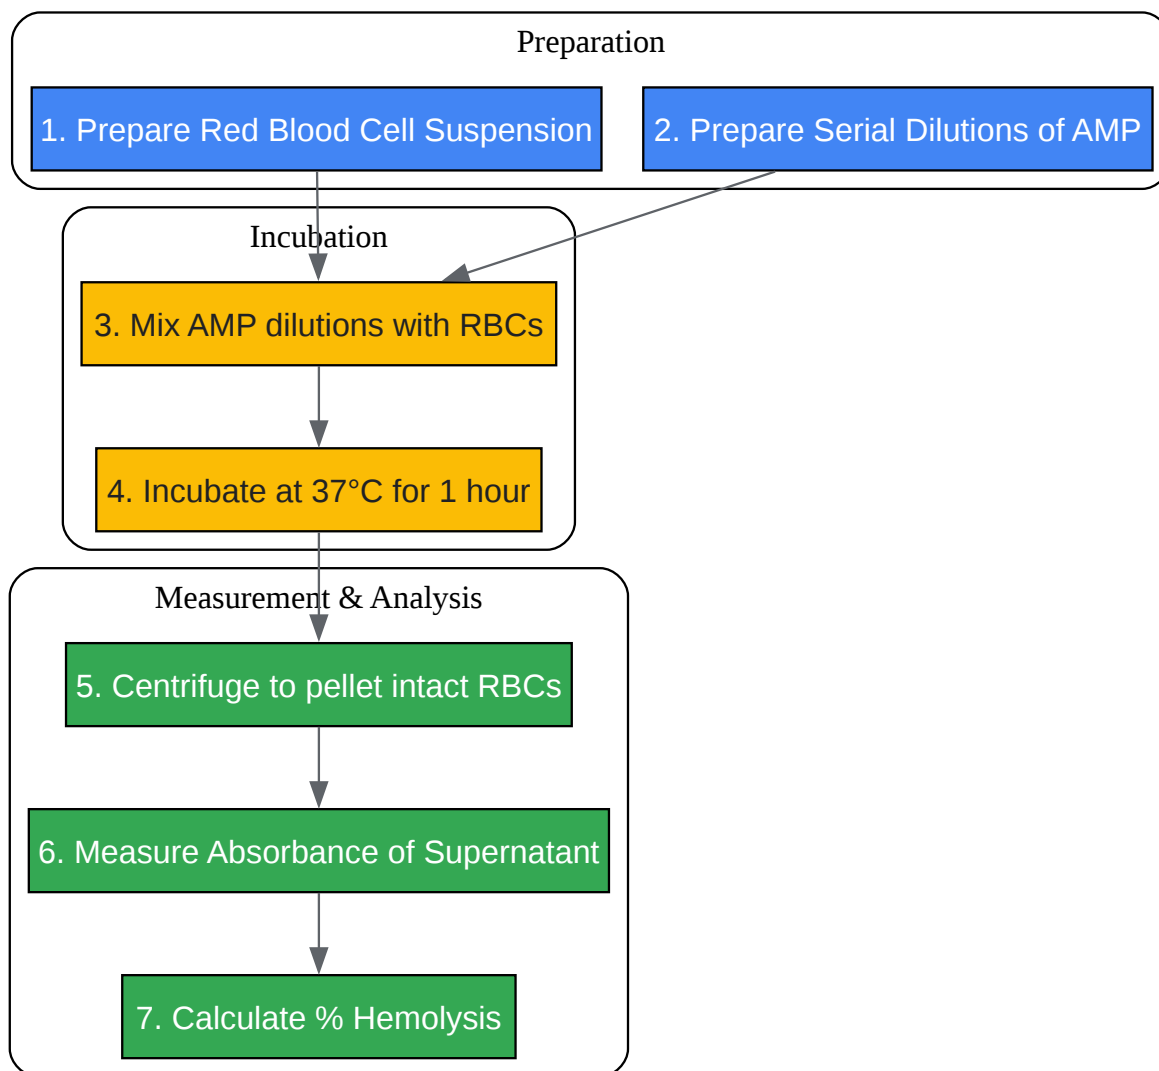 Preparation
1. Prepare Red Blood Cell Suspension
2. Prepare Serial Dilutions of AMP
Incubation
3. Mix AMP dilutions with RBCs
4. Incubate at 37°C for 1 hour
Measurement & Analysis
5. Centrifuge to pellet intact RBCs
6. Measure Absorbance of Supernatant
7. Calculate % Hemolysis